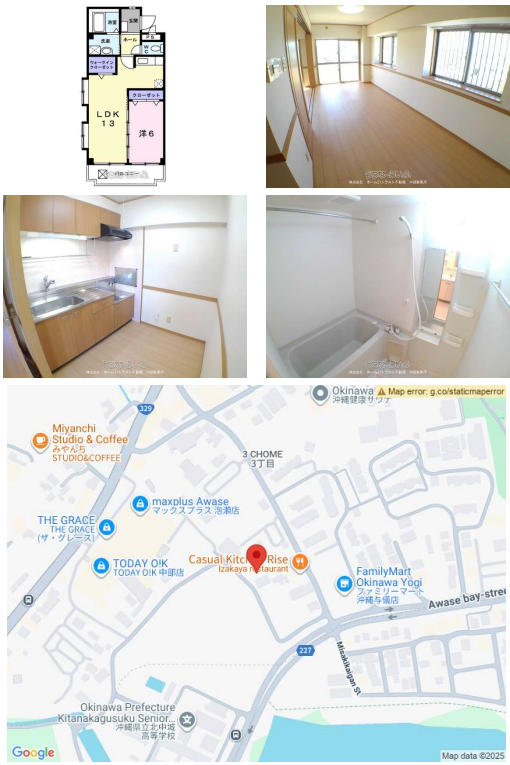 浴室
玄関
洗面
ホール
PS
WC
ウォークイン
クローゼット
クローゼット
LDK
13
洋6
バルコニー
Okinawa
沖縄健康サウナ
Map error: g.co/staticmaperror
329
Miyanchi
Studio & Coffee
みやんち
STUDIO&COFFEE
3 CHOME
3丁目
maxplus Awase
マックスプラス 泡瀬店
THE GRACE
THE GRACE
(ザ・グレース)
TODAY O!K
TODAY O!K 中部店
Casual Kitchen Rise
Izakaya restaurant
FamilyMart
Okinawa Yogi
ファミリーマート
沖縄与儀店
Awase bay-stree
227
Misakikaigan St
Okinawa Prefecture
Kitanakagusuku Senior...
沖縄県立北中城
高等学校
Google
Map data ©2025